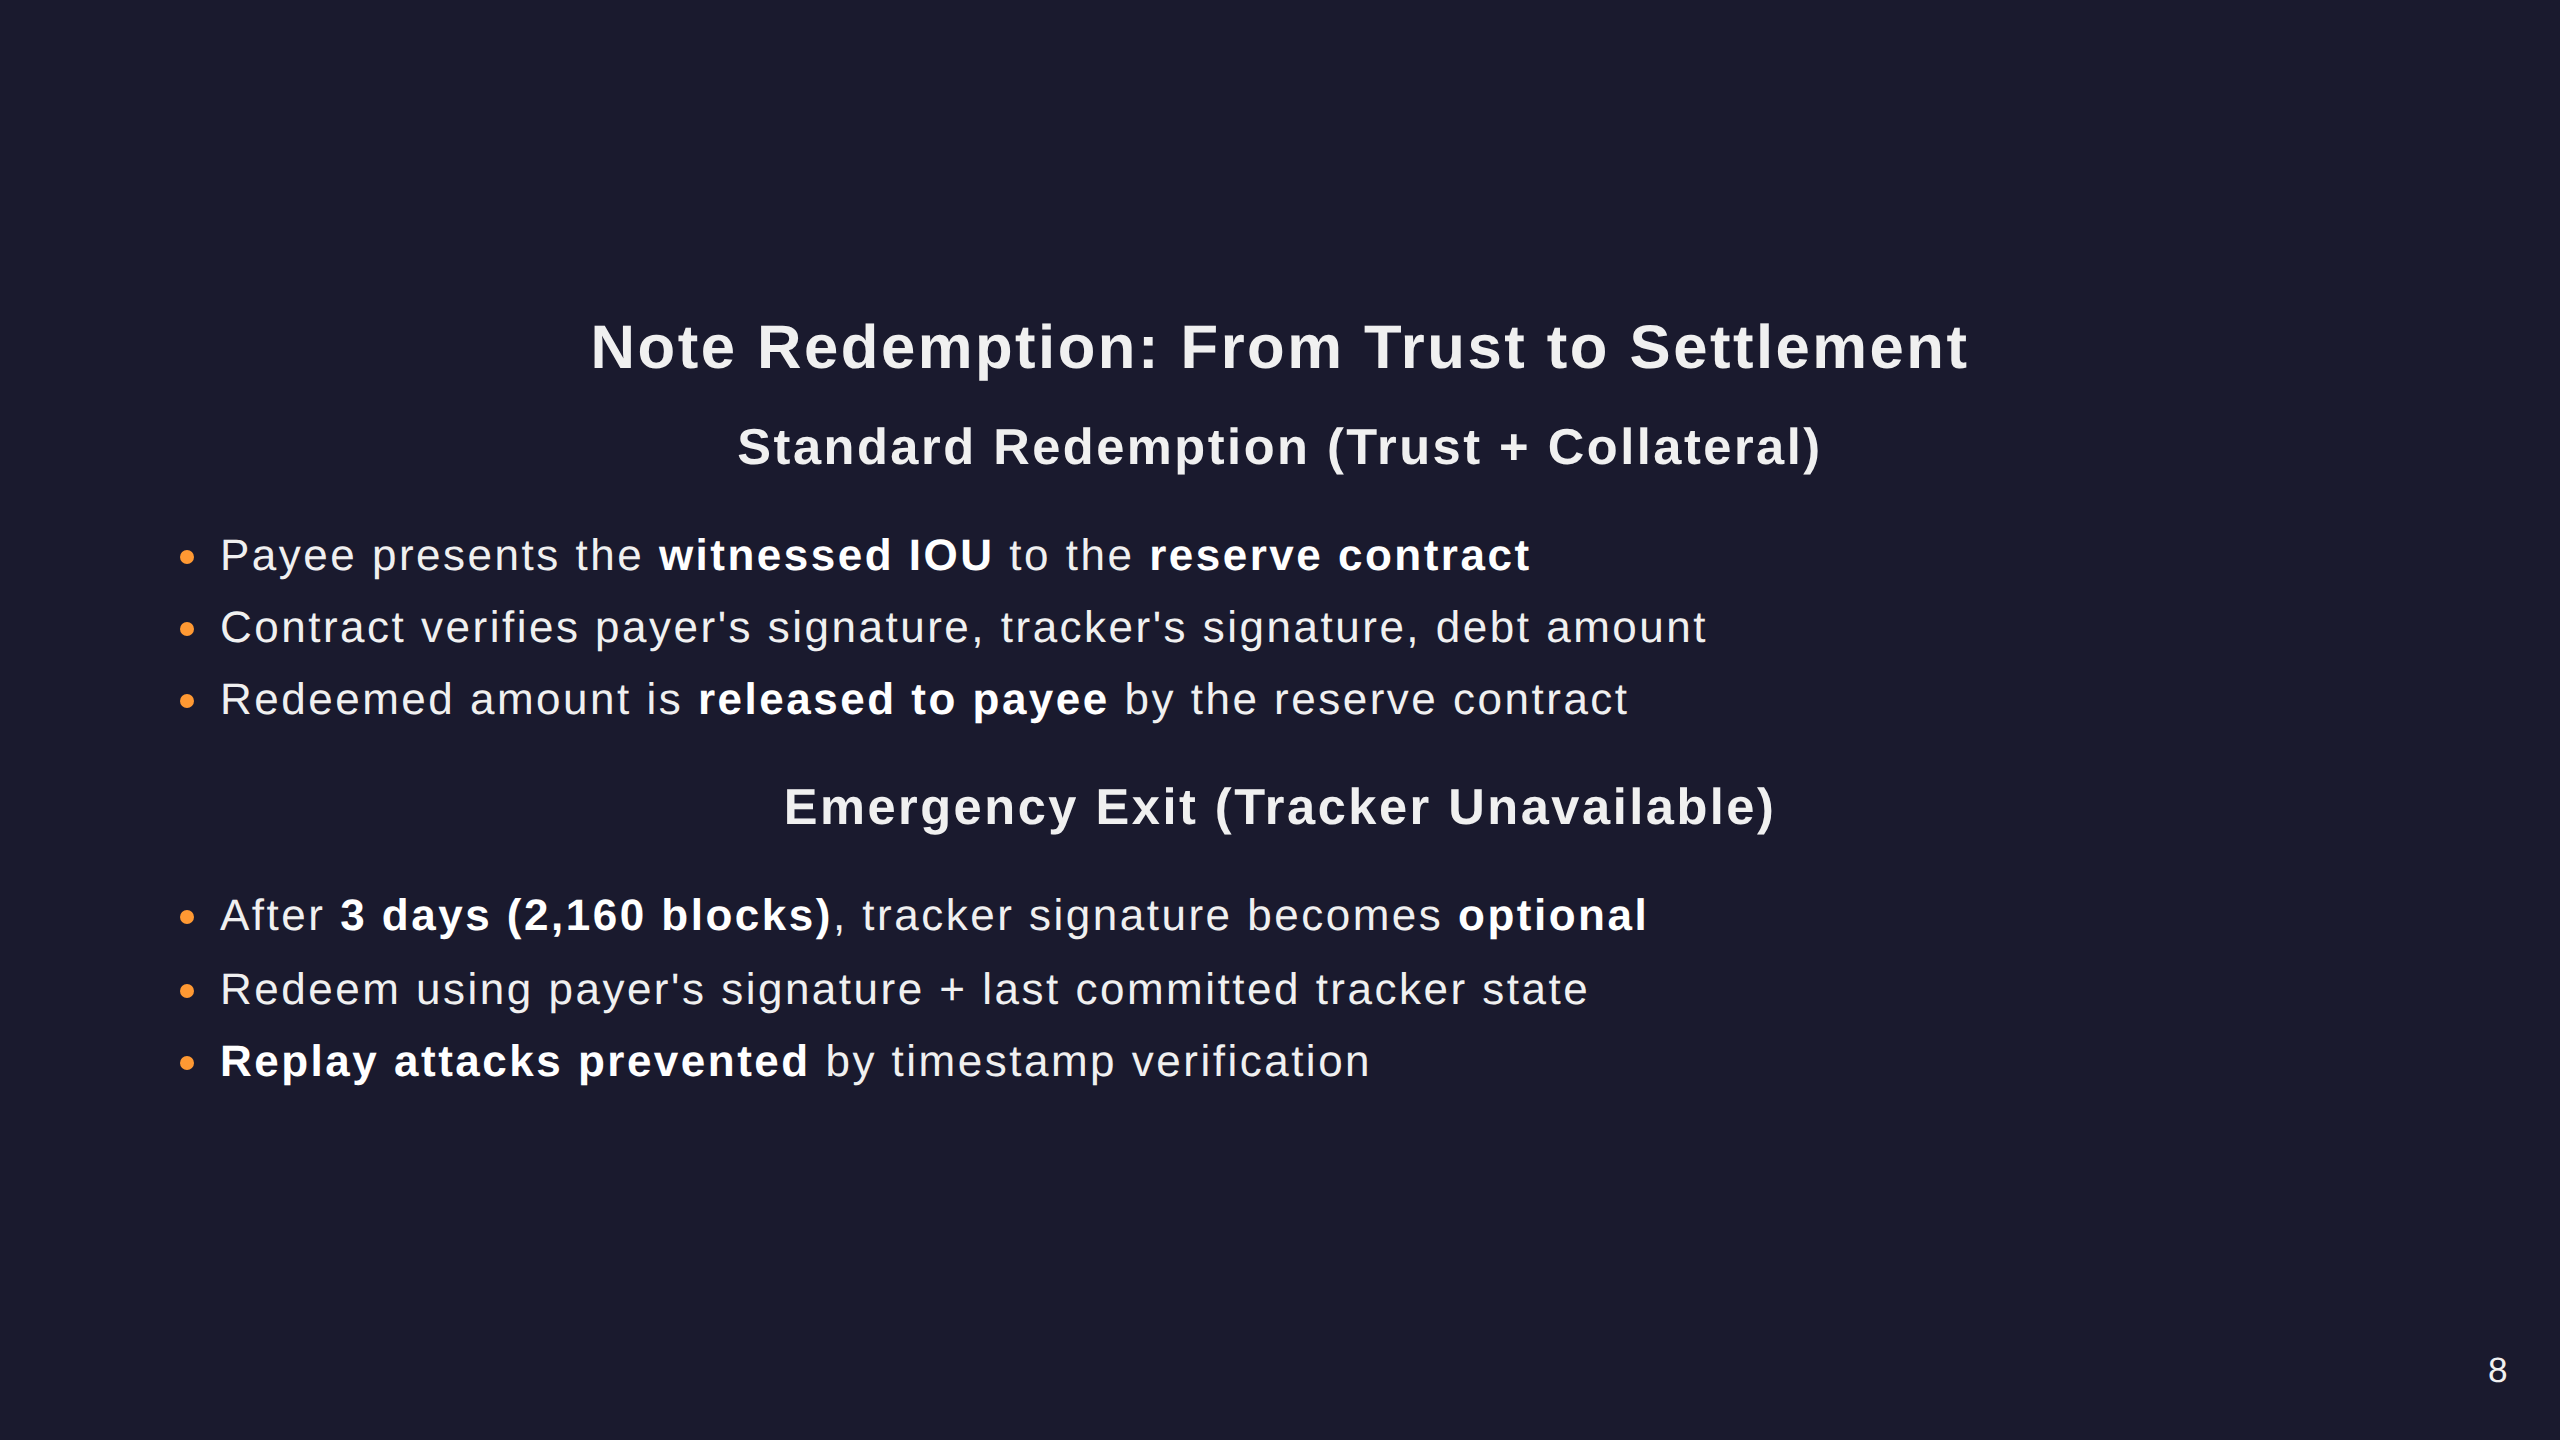 Note Redemption: From Trust to Settlement
Standard Redemption (Trust + Collateral)
Payee presents the witnessed IOU to the reserve contract
Contract verifies payer's signature, tracker's signature, debt amount
Redeemed amount is released to payee by the reserve contract
Emergency Exit (Tracker Unavailable)
After 3 days (2,160 blocks), tracker signature becomes optional
Redeem using payer's signature + last committed tracker state
Replay attacks prevented by timestamp verification
8